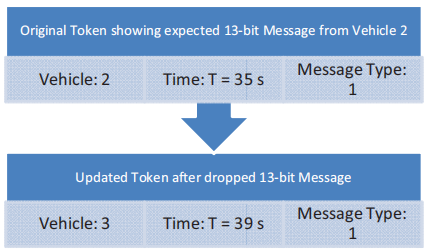 Original Token showing expected 13-bit Message from Vehicle 2
Vehicle: 2 Time: T = 35 s Message Type: 1
Updated Token after dropped 13-bit Message
Vehicle: 3 Time: T = 39 s Message Type: 1